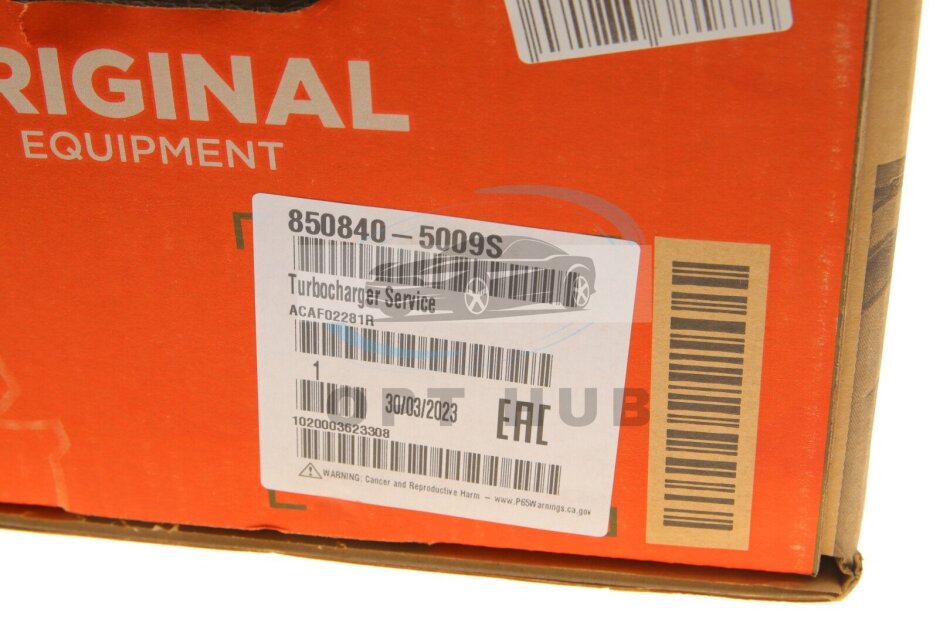 RIGINAL
EQUIPMENT
850840-5009S
Turbocharger Service
ACAF02281R
1
30/03/2023
EAC
1020003623308
WARNING: Cancer and Reproductive Harm - www.P65Warnings.ca.gov
OPT HUB